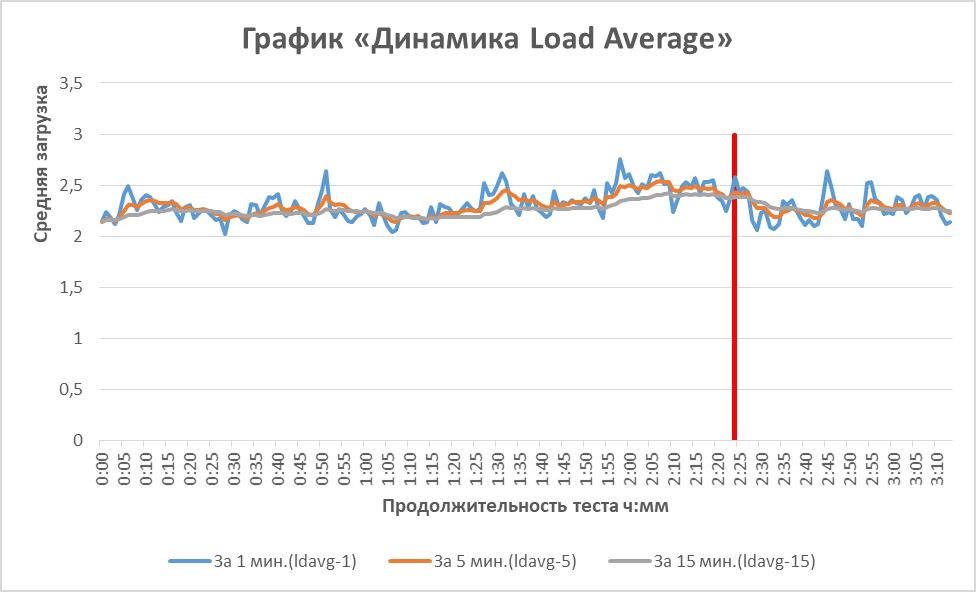 График «Динамика Load Average»
Средняя загрузка
3,5
3
2,5
2
1,5
1
0,5
0
0:00 0:05 0:10 0:15 0:20 0:25 0:30 0:35 0:40 0:45 0:50 0:55 1:00 1:05 1:10 1:15 1:20 1:25 1:30 1:35 1:40 1:45 1:50 1:55 2:00 2:05 2:10 2:15 2:20 2:25 2:30 2:35 2:40 2:45 2:50 2:55 3:00 3:05 3:10
Продолжительность теста ч:мм
За 1 мин.(ldavg-1) За 5 мин.(ldavg-5) За 15 мин.(ldavg-15)